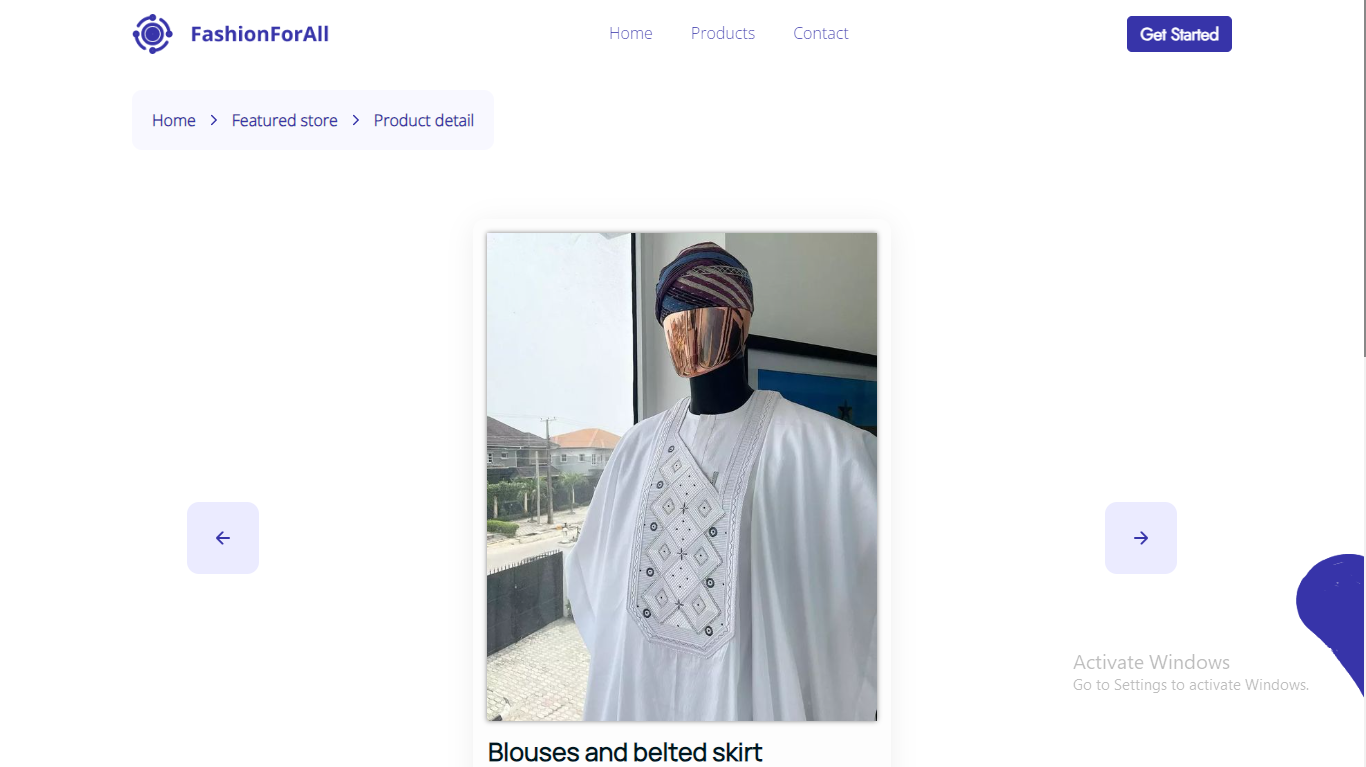 FashionForAll
Home Products Contact
Get Started
Home > Featured store > Product detail
Activate Windows
Go to Settings to activate Windows.
Blouses and belted skirt